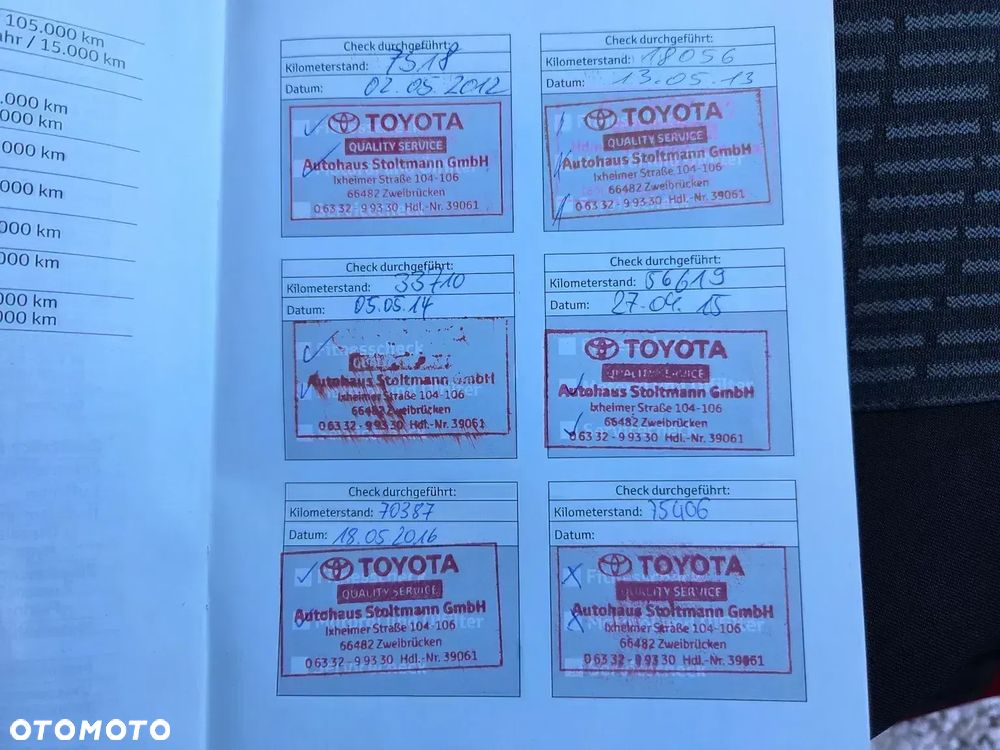 105.000 km
ahr / 15.000 km
.000 km
000 km
000 km
000 km
000 km
000 km
000 km
000 km
Check durchgeführt:
Kilometerstand: 7518
Datum: 02.05.2012
TOYOTA
QUALITY SERVICE
Autohaus Stoltmann GmbH
Ixheimer Straße 104-106
66482 Zweibrücken
0 63 32 - 9 93 30 Hdl.-Nr. 39061
Check durchgeführt:
Kilometerstand: 18056
Datum: 13.05.13
TOYOTA
QUALITY SERVICE
Autohaus Stoltmann GmbH
Ixheimer Straße 104-106
66482 Zweibrücken
0 63 32 - 9 93 30 Hdl.-Nr. 39061
Check durchgeführt:
Kilometerstand: 33710
Datum: 05.05.14
Fitnesscheck
Autohaus Stoltmann GmbH
Ixheimer Straße 104-106
66482 Zweibrücken
0 63 32 - 9 93 30 Hdl.-Nr. 39061
Check durchgeführt:
Kilometerstand: 56619
Datum: 27.04.15
TOYOTA
QUALITY SERVICE
Autohaus Stoltmann GmbH
Ixheimer Straße 104-106
66482 Zweibrücken
0 63 32 - 9 93 30 Hdl.-Nr. 39061
Check durchgeführt:
Kilometerstand: 70387
Datum: 18.05.2016
TOYOTA
QUALITY SERVICE
Autohaus Stoltmann GmbH
Ixheimer Straße 104-106
66482 Zweibrücken
0 63 32 - 9 93 30 Hdl.-Nr. 39061
Check durchgeführt:
Kilometerstand: 75406
Datum:
TOYOTA
QUALITY SERVICE
Autohaus Stoltmann GmbH
Ixheimer Straße 104-106
66482 Zweibrücken
0 63 32 - 9 93 30 Hdl.-Nr. 39061
OTOMOTO